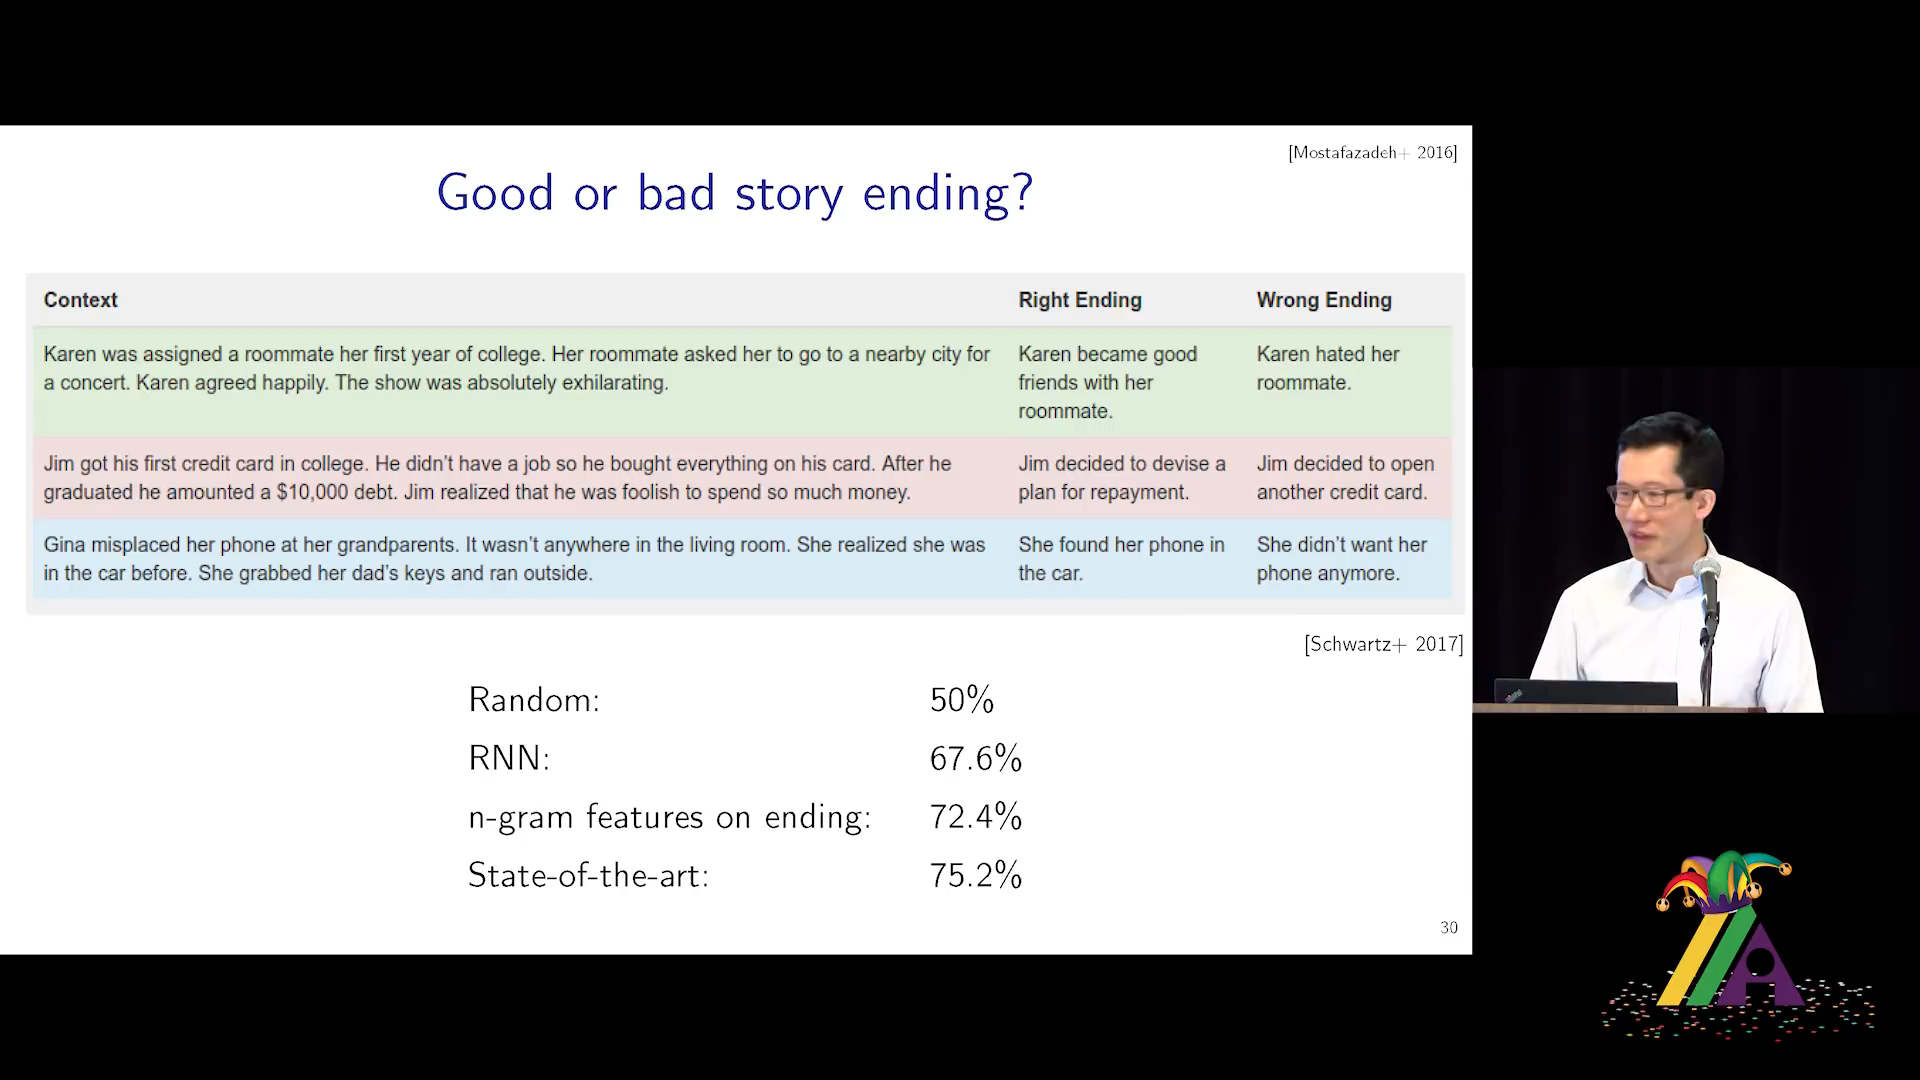 [Mostafazadeh+ 2016]
Good or bad story ending?
Context Right Ending Wrong Ending
Karen was assigned a roommate her first year of college. Her roommate asked her to go to a nearby city for
a concert. Karen agreed happily. The show was absolutely exhilarating.
Karen became good
friends with her
roommate.
Karen hated her
roommate.
Jim got his first credit card in college. He didn't have a job so he bought everything on his card. After he
graduated he amounted a $10,000 debt. Jim realized that he was foolish to spend so much money.
Jim decided to devise a
plan for repayment.
Jim decided to open
another credit card.
Gina misplaced her phone at her grandparents. It wasn't anywhere in the living room. She realized she was
in the car before. She grabbed her dad's keys and ran outside.
She found her phone in
the car.
She didn't want her
phone anymore.
[Schwartz+ 2017]
Random: 50%
RNN: 67.6%
n-gram features on ending: 72.4%
State-of-the-art: 75.2%
30